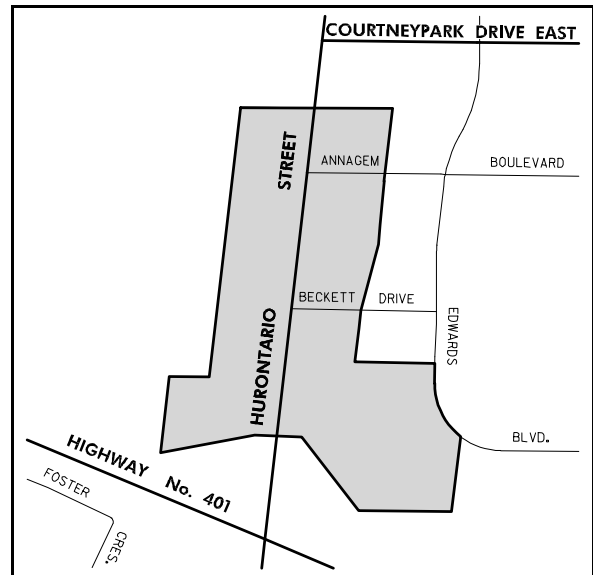 COURTNEYPARK DRIVE EAST
STREET
ANNAGEM
BOULEVARD
BECKETT
DRIVE
HURONTARIO
EDWARDS
BLVD.
HIGHWAY No. 401
FOSTER
CRES.